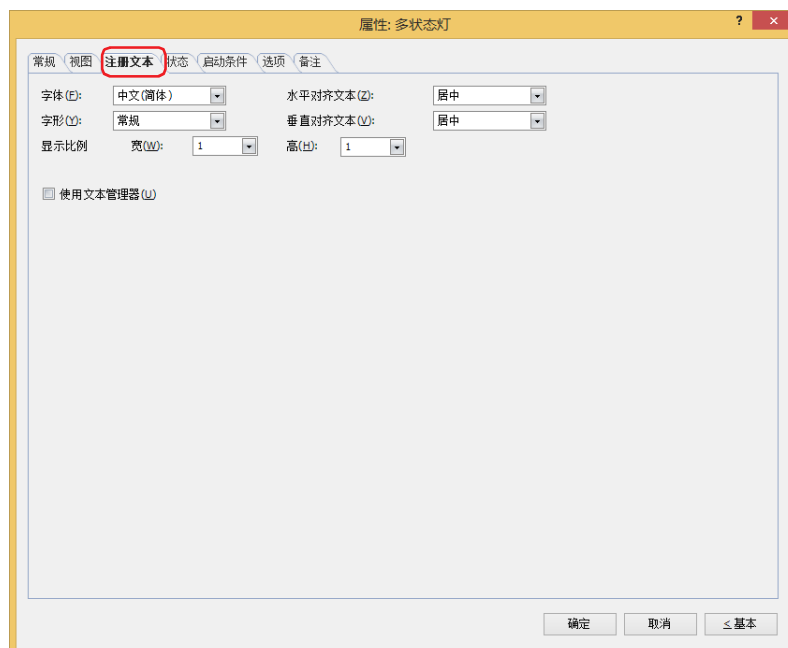 属性: 多状态灯 ? ×
常规 视图 注册文本 状态 启动条件 选项 备注
字体(F): 中文(简体) 水平对齐文本(Z): 居中
字形(Y): 常规 垂直对齐文本(V): 居中
显示比例 宽(W): 1 高(H): 1
使用文本管理器(U)
确定 取消 ≤基本